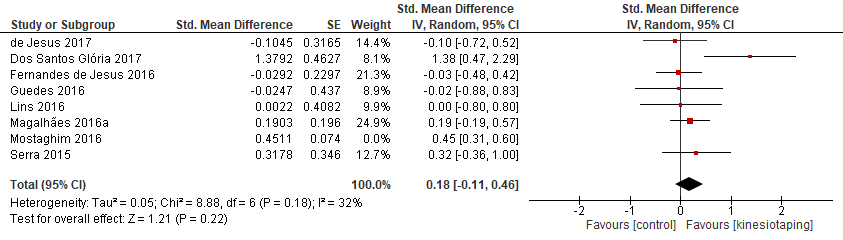 Std. Mean Difference Std. Mean Difference
Study or Subgroup Std. Mean Difference SE Weight IV, Random, 95% CI IV, Random, 95% CI
de Jesus 2017 -0.1045 0.3165 14.4% -0.10 [-0.72, 0.52]
Dos Santos Glória 2017 1.3792 0.4627 8.1% 1.38 [0.47, 2.29]
Fernandes de Jesus 2016 -0.0292 0.2297 21.3% -0.03 [-0.48, 0.42]
Guedes 2016 -0.0247 0.437 8.9% -0.02 [-0.88, 0.83]
Lins 2016 0.0022 0.4082 9.9% 0.00 [-0.80, 0.80]
Magalhães 2016a 0.1903 0.196 24.9% 0.19 [-0.19, 0.57]
Mostaghim 2016 0.4511 0.074 0.0% 0.45 [0.31, 0.60]
Serra 2015 0.3178 0.346 12.7% 0.32 [-0.36, 1.00]
Total (95% CI) 100.0% 0.18 [-0.11, 0.46]
Heterogeneity: Tau² = 0.05; Chi² = 8.88, df = 6 (P = 0.18); I² = 32%
Test for overall effect: Z = 1.21 (P = 0.22)
-2 -1 0 1 2
Favours [control] Favours [kinesiotaping]